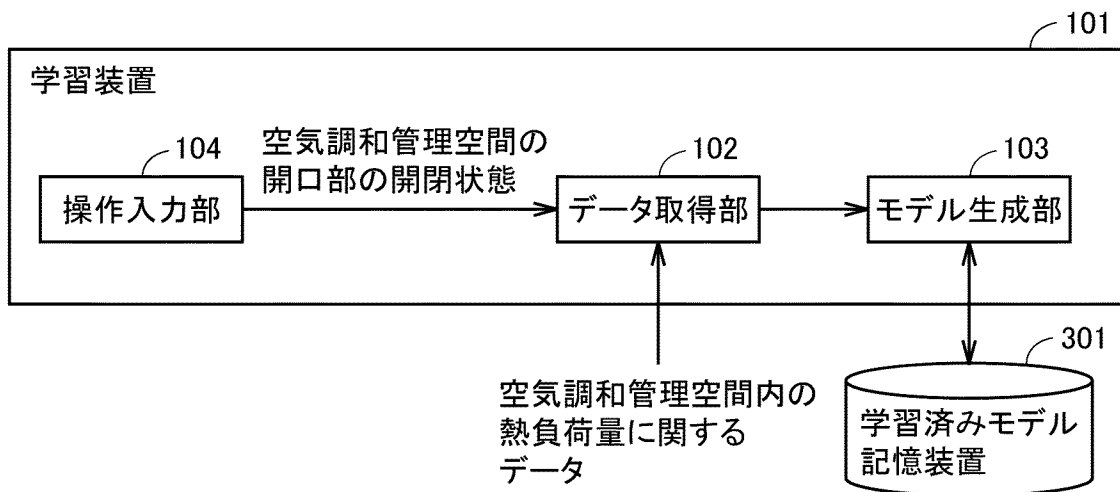 101
学習装置
104
空気調和管理空間の
開口部の開閉状態
102
103
操作入力部
データ取得部
モデル生成部
301
空気調和管理空間内の
熱負荷量に関する
データ
学習済みモデル
記憶装置